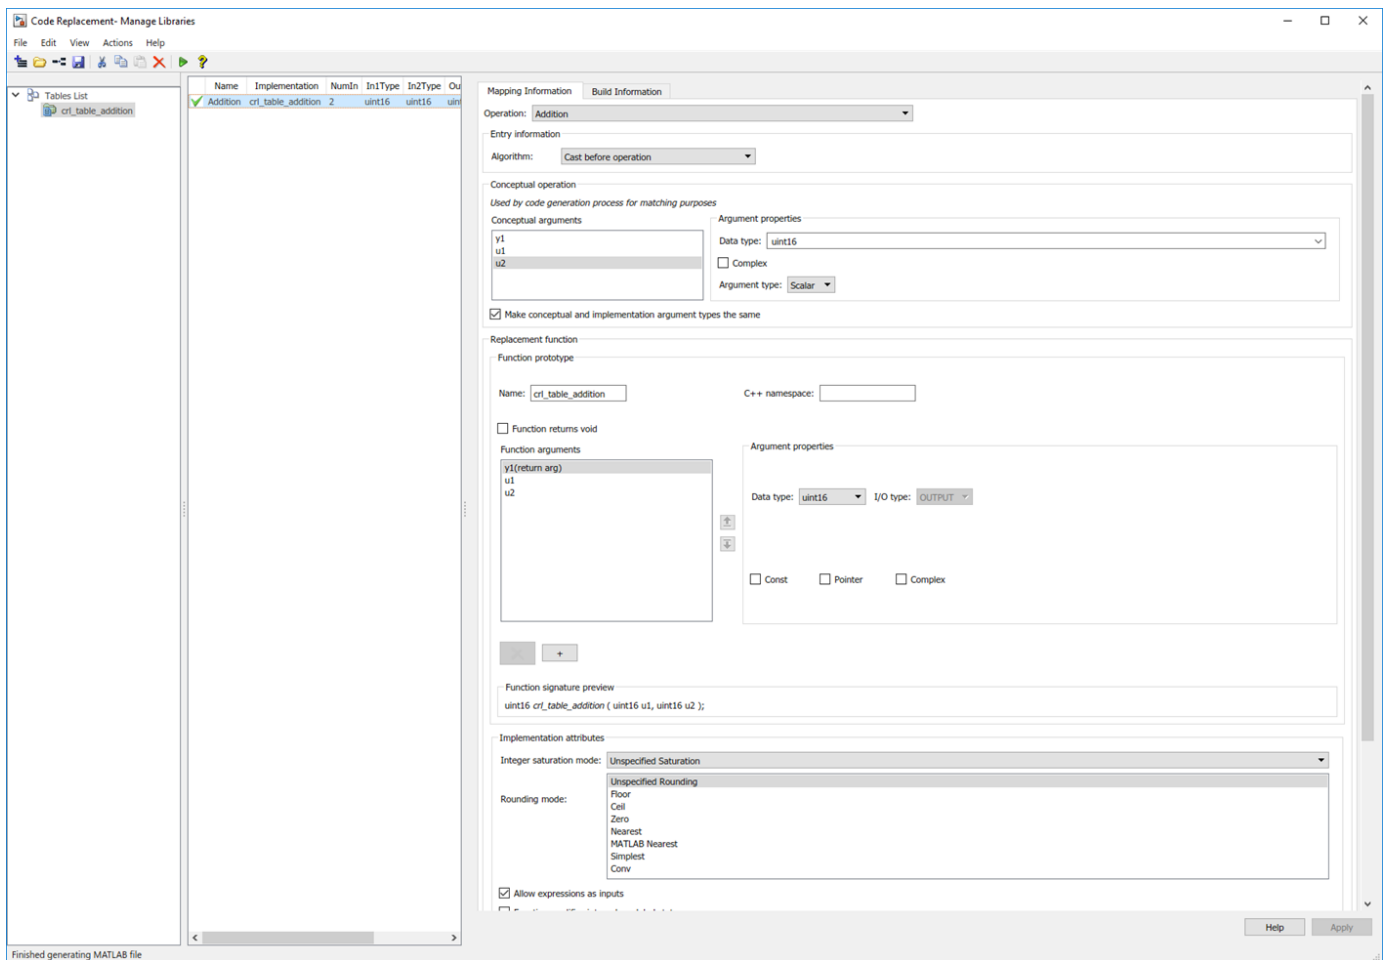 Code Replacement- Manage Libraries
File Edit View Actions Help
Tables List
crl_table_addition
Name Implementation NumIn In1Type In2Type Ou
Addition crl_table_addition 2 uint16 uint16 uin
Mapping Information Build Information
Operation: Addition
Entry information
Algorithm: Cast before operation
Conceptual operation
Used by code generation process for matching purposes
Conceptual arguments
y1
u1
u2
Argument properties
Data type: uint16
Complex
Argument type: Scalar
Make conceptual and implementation argument types the same
Replacement function
Function prototype
Name: crl_table_addition C++ namespace:
Function returns void
Function arguments
y1(return arg)
u1
u2
Argument properties
Data type: uint16 I/O type: OUTPUT
Const Pointer Complex
+
Function signature preview
uint16 crl_table_addition ( uint16 u1, uint16 u2 );
Implementation attributes
Integer saturation mode: Unspecified Saturation
Rounding mode:
Unspecified Rounding
Floor
Ceil
Zero
Nearest
MATLAB Nearest
Simplest
Conv
Allow expressions as inputs
Help Apply
Finished generating MATLAB file